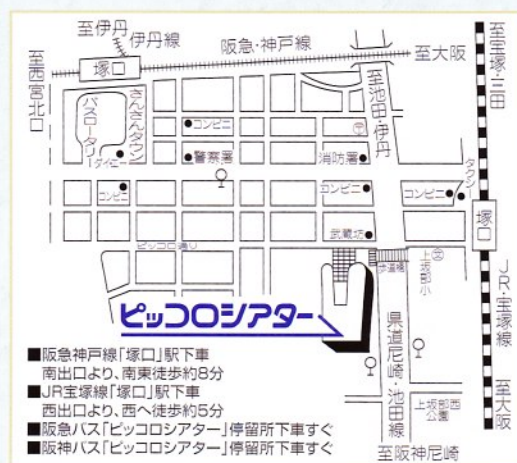 至伊丹
伊丹線
阪急・神戸線
至大阪
至宝塚・三田
至西宮北口
塚口
バスロータリー
さんさんタウン
ダイエー
至池田・伊丹
コンビニ
警察署
消防署
コンビニ
コンビニ
コンビニ
タクシー
塚口
武蔵坊
ピッコロ通り
歩道橋
上坂部小
文
JR・宝塚線
ピッコロシアター
県道尼崎・池田線
上坂部西公園
至大阪
至阪神尼崎
■阪急神戸線「塚口」駅下車
南出口より、南東徒歩約8分
■JR宝塚線「塚口」駅下車
西出口より、西へ徒歩約5分
■阪急バス「ピッコロシアター」停留所下車すぐ
■阪神バス「ピッコロシアター」停留所下車すぐ